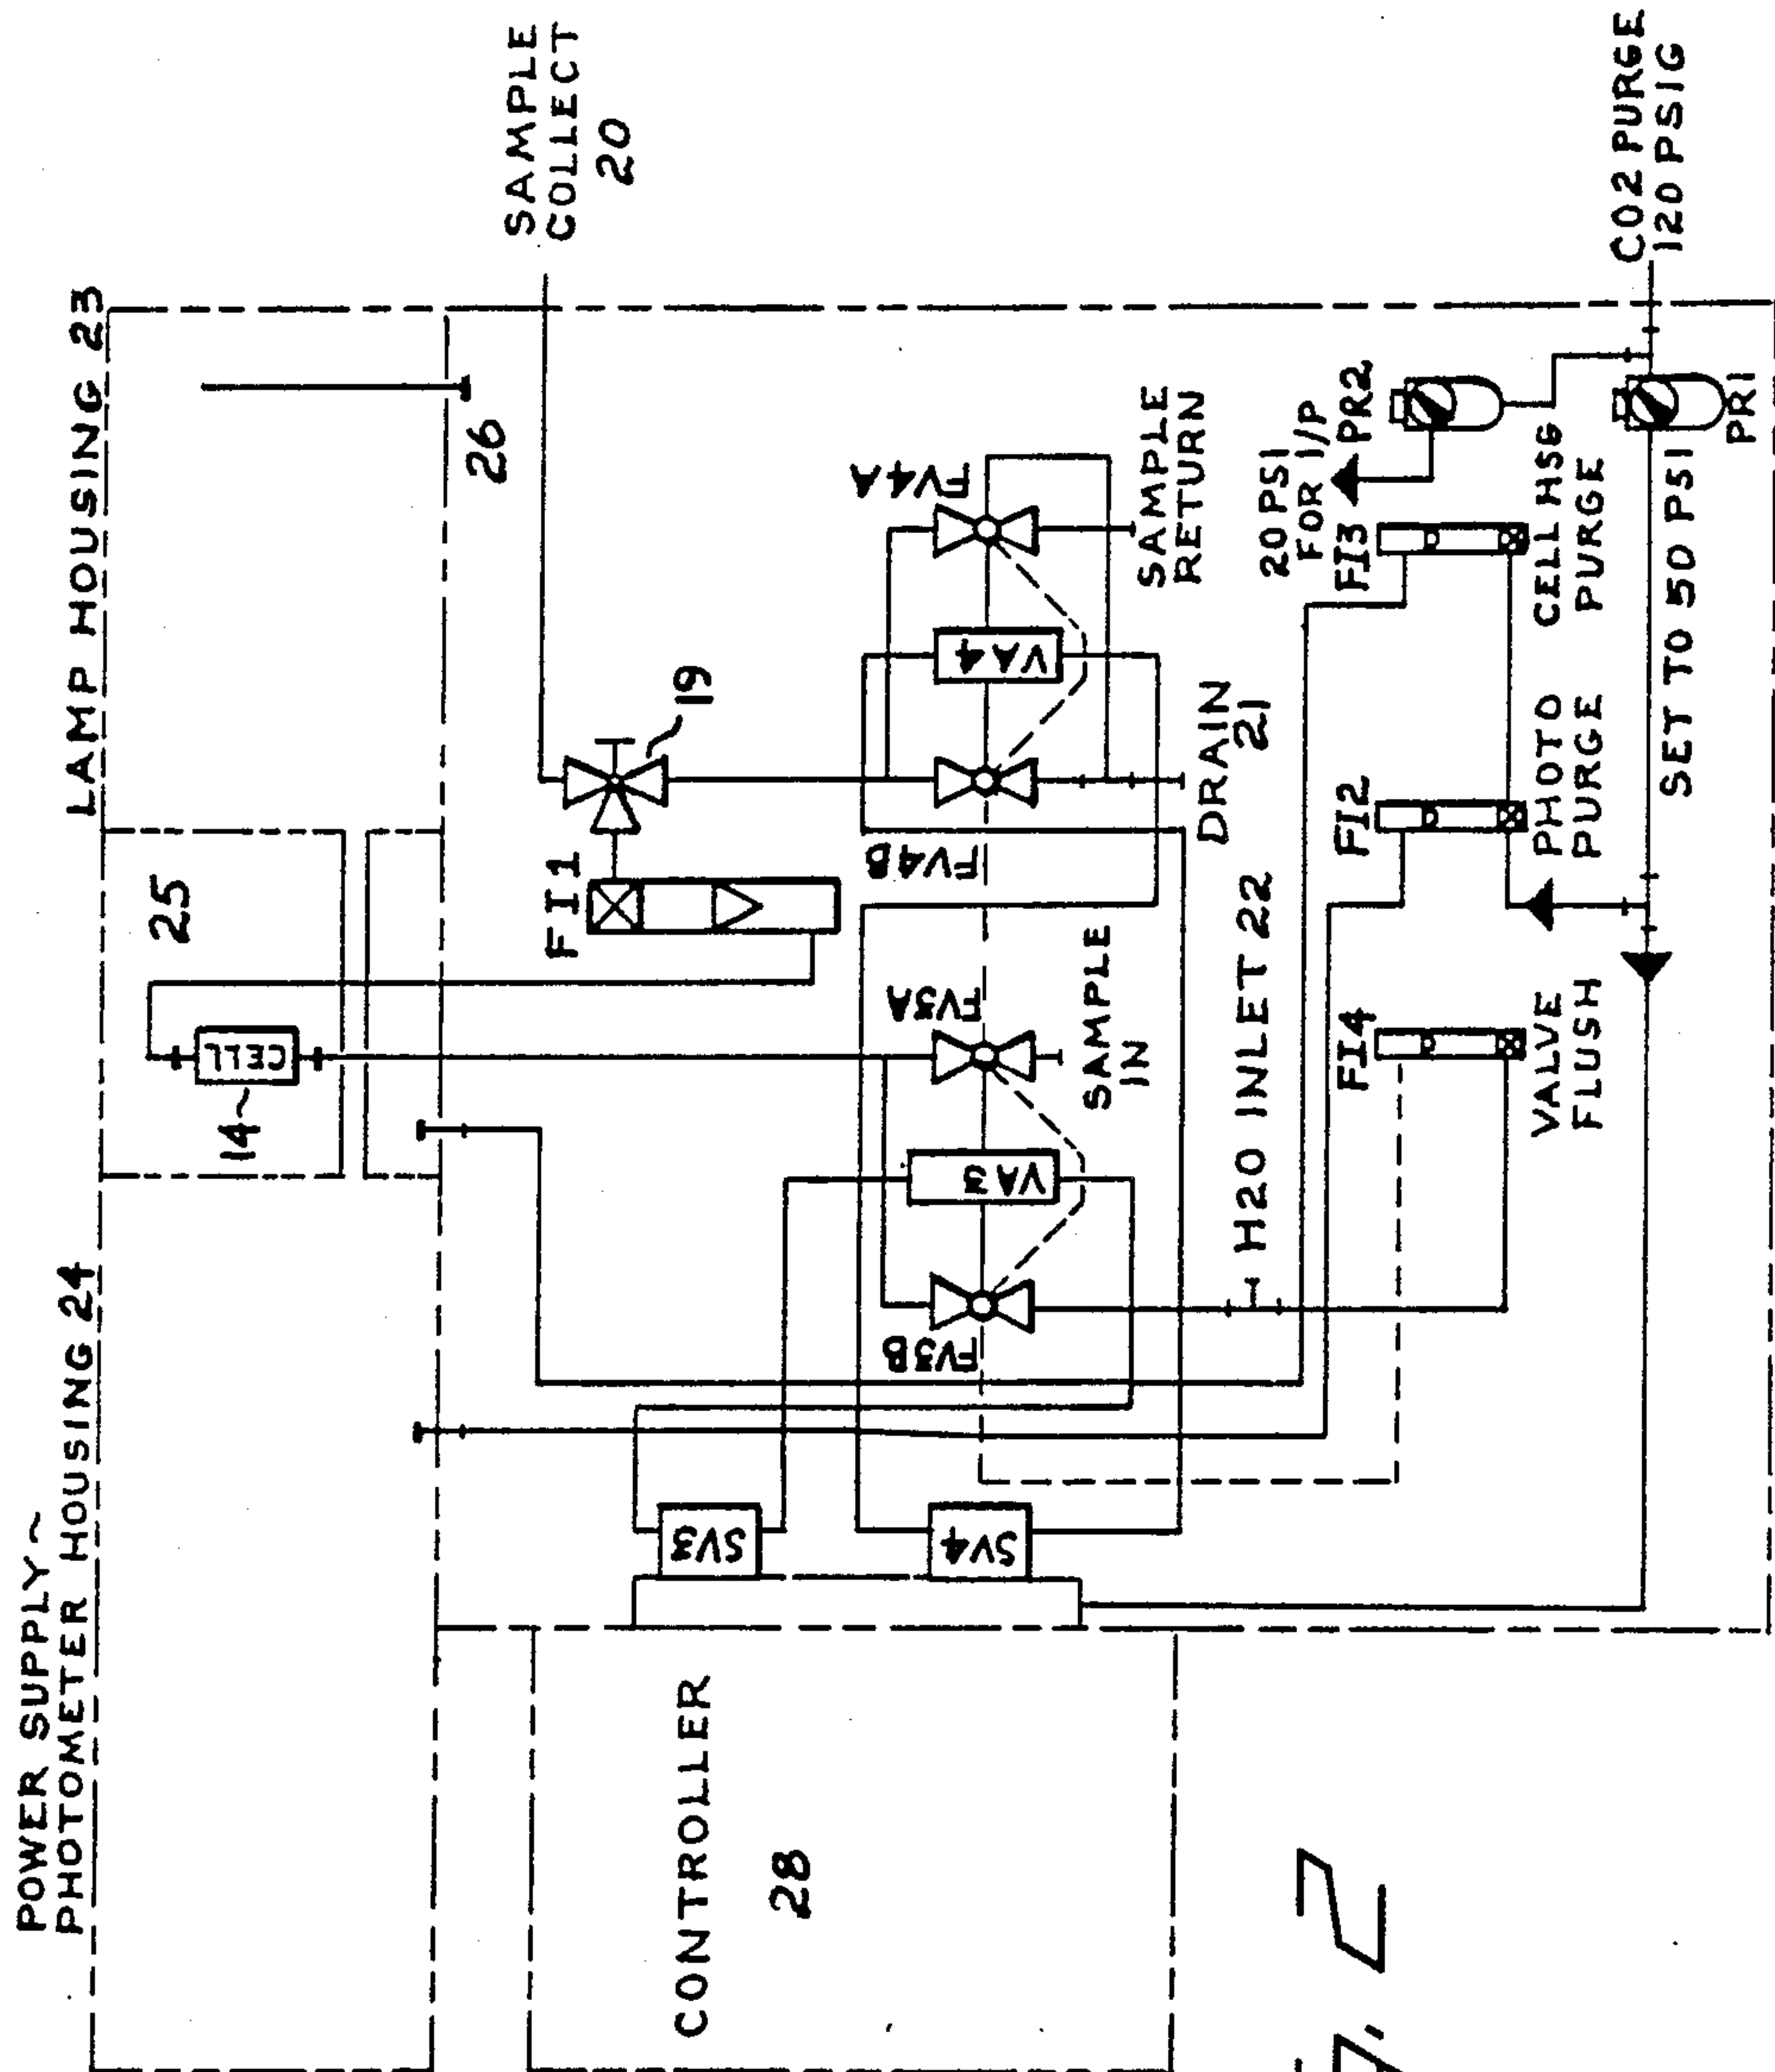 POWER SUPPLY~
PHOTOMETER HOUSING 24
LAMP HOUSING 23
25
14~
CELL
26
SAMPLE
COLLECT
20
FI1
19
CONTROLLER
28
SV3
SV4
FV3B
VA3
FV3A
FV4B
VA4
FV4A
SAMPLE
IN
DRAIN
21
SAMPLE
RETURN
H20 INLET 22
20 PSI
FOR I/P
FI4
FI2
FI3
PR2
VALVE
FLUSH
PHOTO
PURGE
CELL HSG
PURGE
SET TO 50 PSI
PR1
CO2 PURGE
120 PSIG